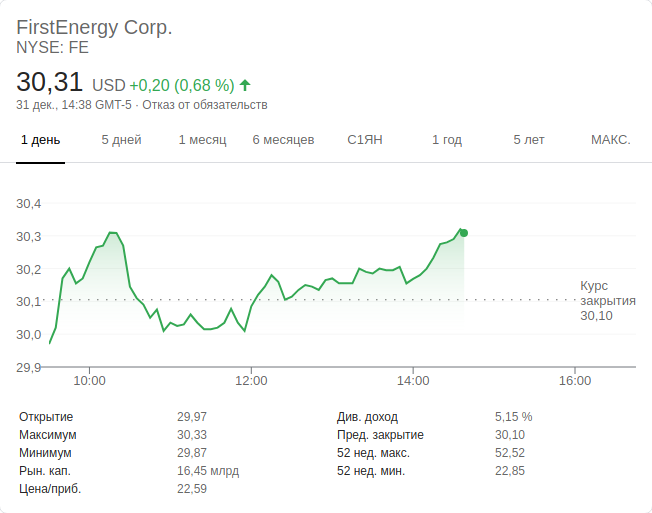 FirstEnergy Corp.
NYSE: FE
30,31 USD +0,20 (0,68 %)
31 дек., 14:38 GMT-5 · Отказ от обязательств
1 день 5 дней 1 месяц 6 месяцев С1ЯН 1 год 5 лет МАКС.
30,4
30,3
30,2
30,1
30,0
29,9
Курс
закрытия
30,10
10:00 12:00 14:00 16:00
Открытие 29,97 Див. доход 5,15 %
Максимум 30,33 Пред. закрытие 30,10
Минимум 29,87 52 нед. макс. 52,52
Рын. кап. 16,45 млрд 52 нед. мин. 22,85
Цена/приб. 22,59